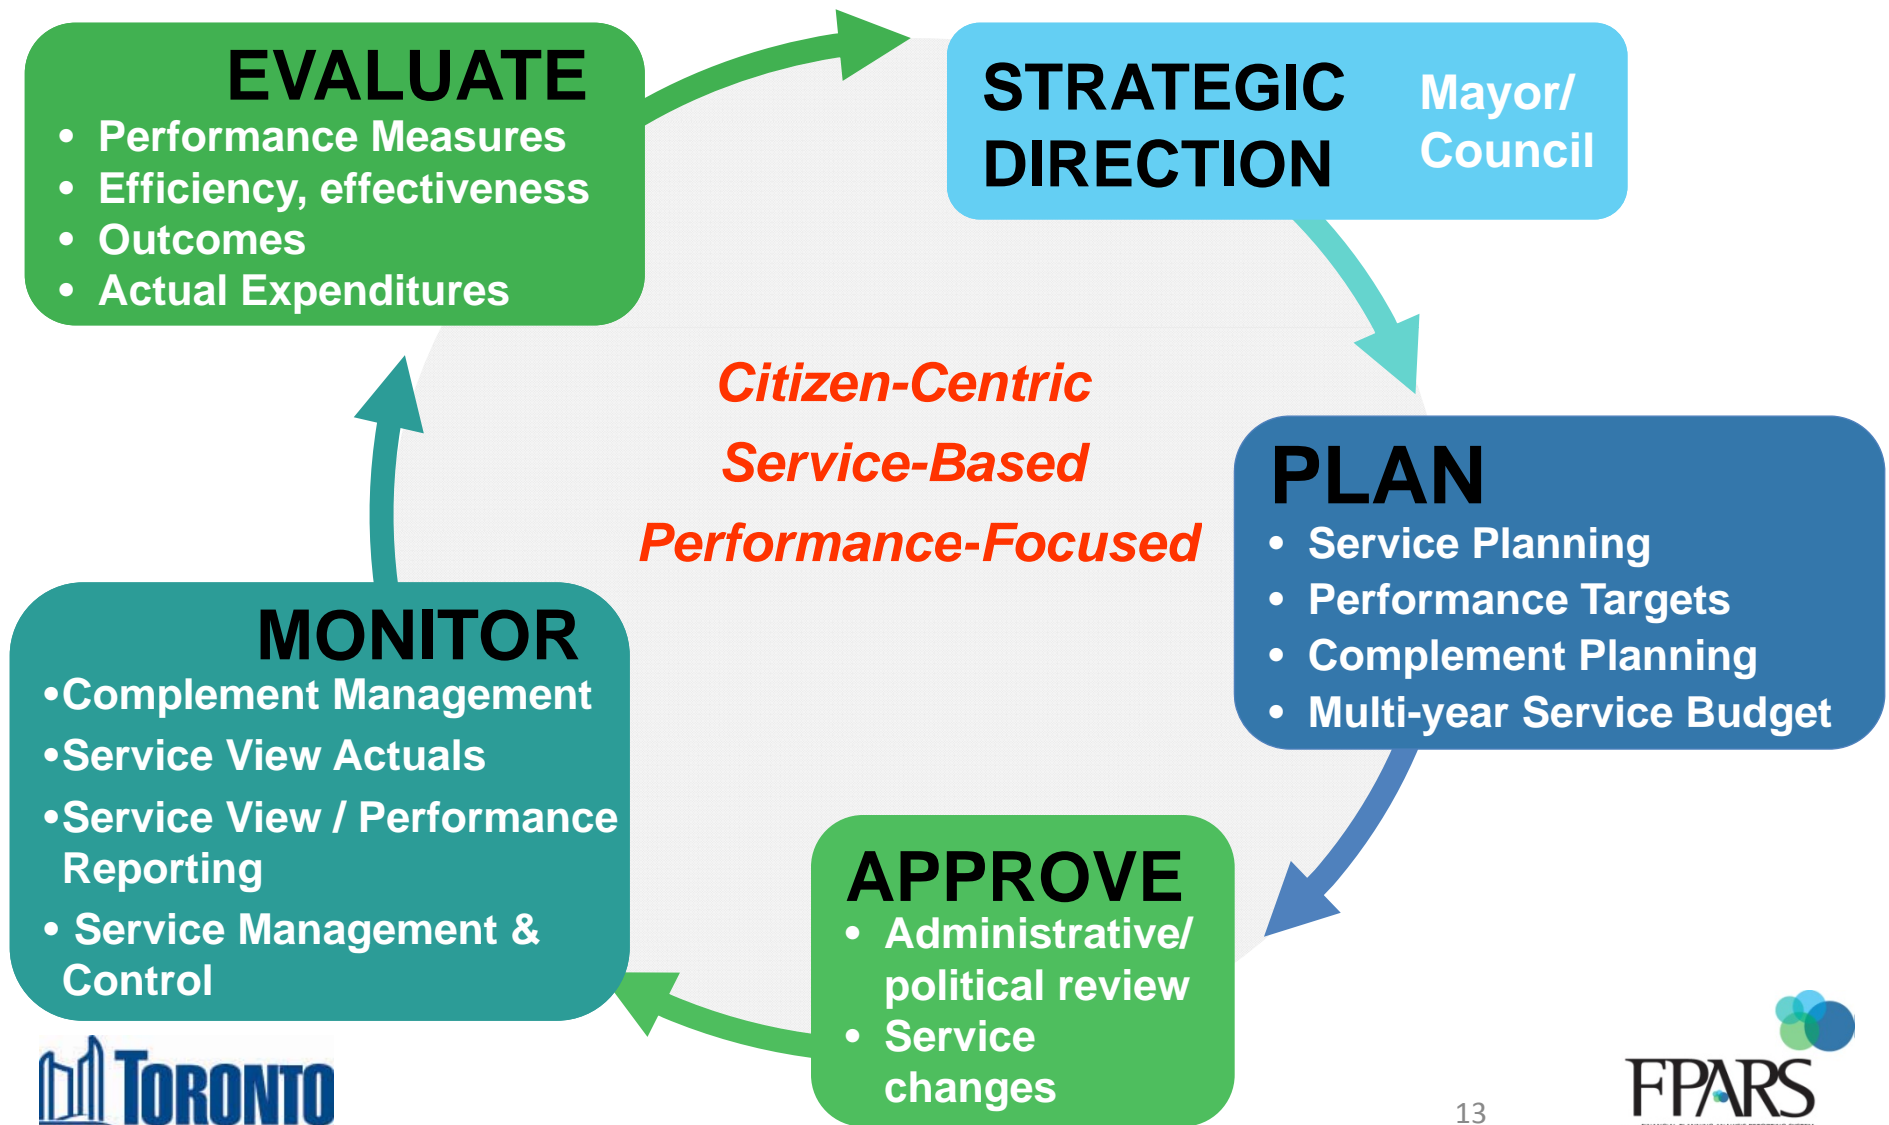 EVALUATE
• Performance Measures
• Efficiency, effectiveness
• Outcomes
• Actual Expenditures
STRATEGIC
DIRECTION
Mayor/
Council
Citizen-Centric
Service-Based
Performance-Focused
PLAN
• Service Planning
• Performance Targets
• Complement Planning
• Multi-year Service Budget
MONITOR
•Complement Management
•Service View Actuals
•Service View / Performance
Reporting
• Service Management &
Control
APPROVE
• Administrative/
political review
• Service
changes
TORONTO
13
FPARS